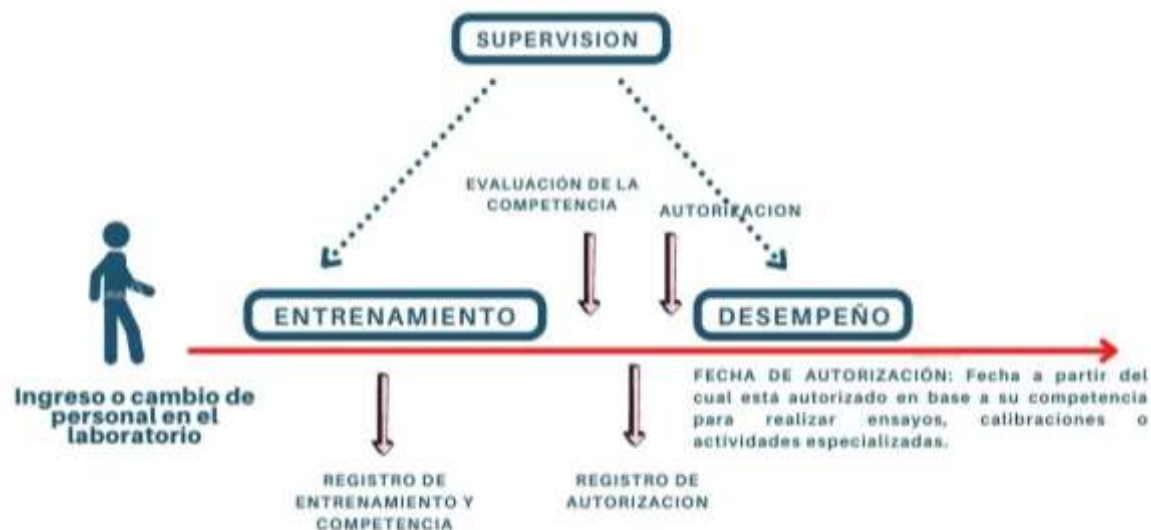 SUPERVISION
EVALUACIÓN DE LA
COMPETENCIA
AUTORIZACION
ENTRENAMIENTO
DESEMPEÑO
Ingreso o cambio de
personal en el
laboratorio
FECHA DE AUTORIZACIÓN: Fecha a partir del
cual está autorizado en base a su competencia
para realizar ensayos, calibraciones o
actividades especializadas.
REGISTRO DE
ENTRENAMIENTO Y
COMPETENCIA
REGISTRO DE
AUTORIZACION